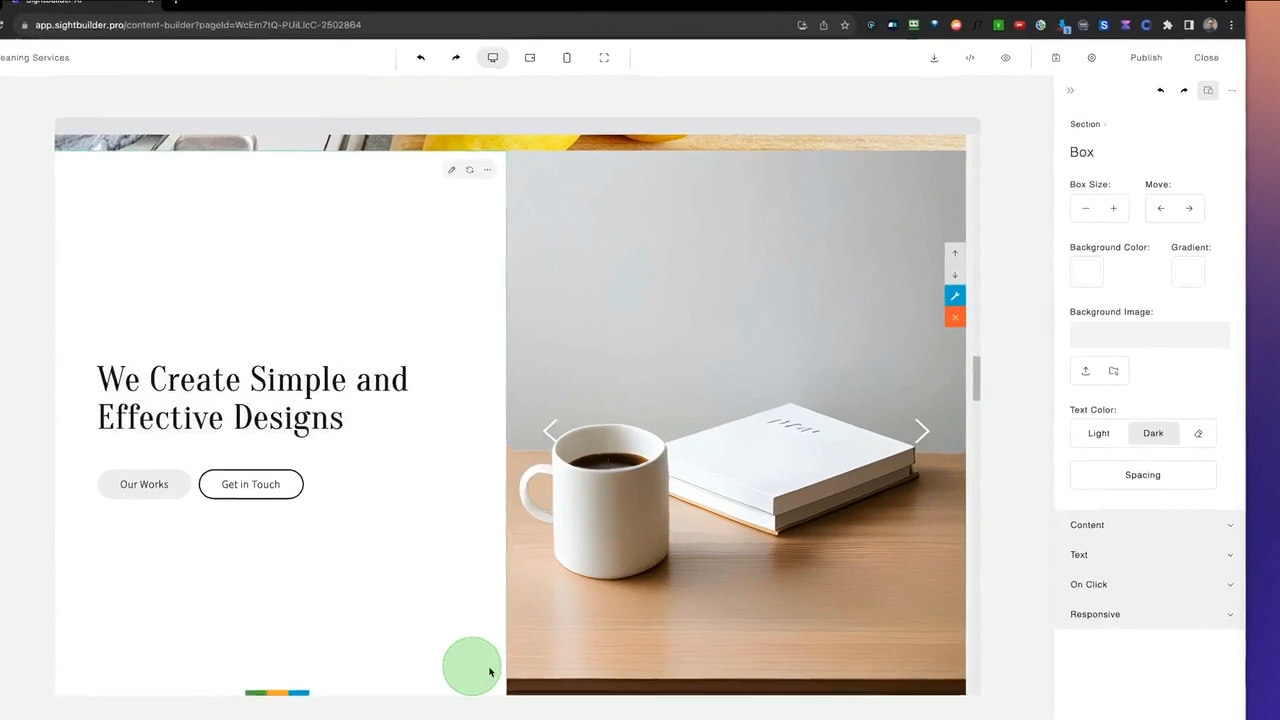 app.sightbuilder.pro/content-builder?pageId=WcEm7tQ-PUiLlcC-2502864
eaning Services
Publish
Close
Section
Box
Box Size:
Move:
Background Color:
Gradient:
Background Image:
Text Color:
Light
Dark
Spacing
Content
Text
On Click
Responsive
We Create Simple and
Effective Designs
Our Works
Get in Touch